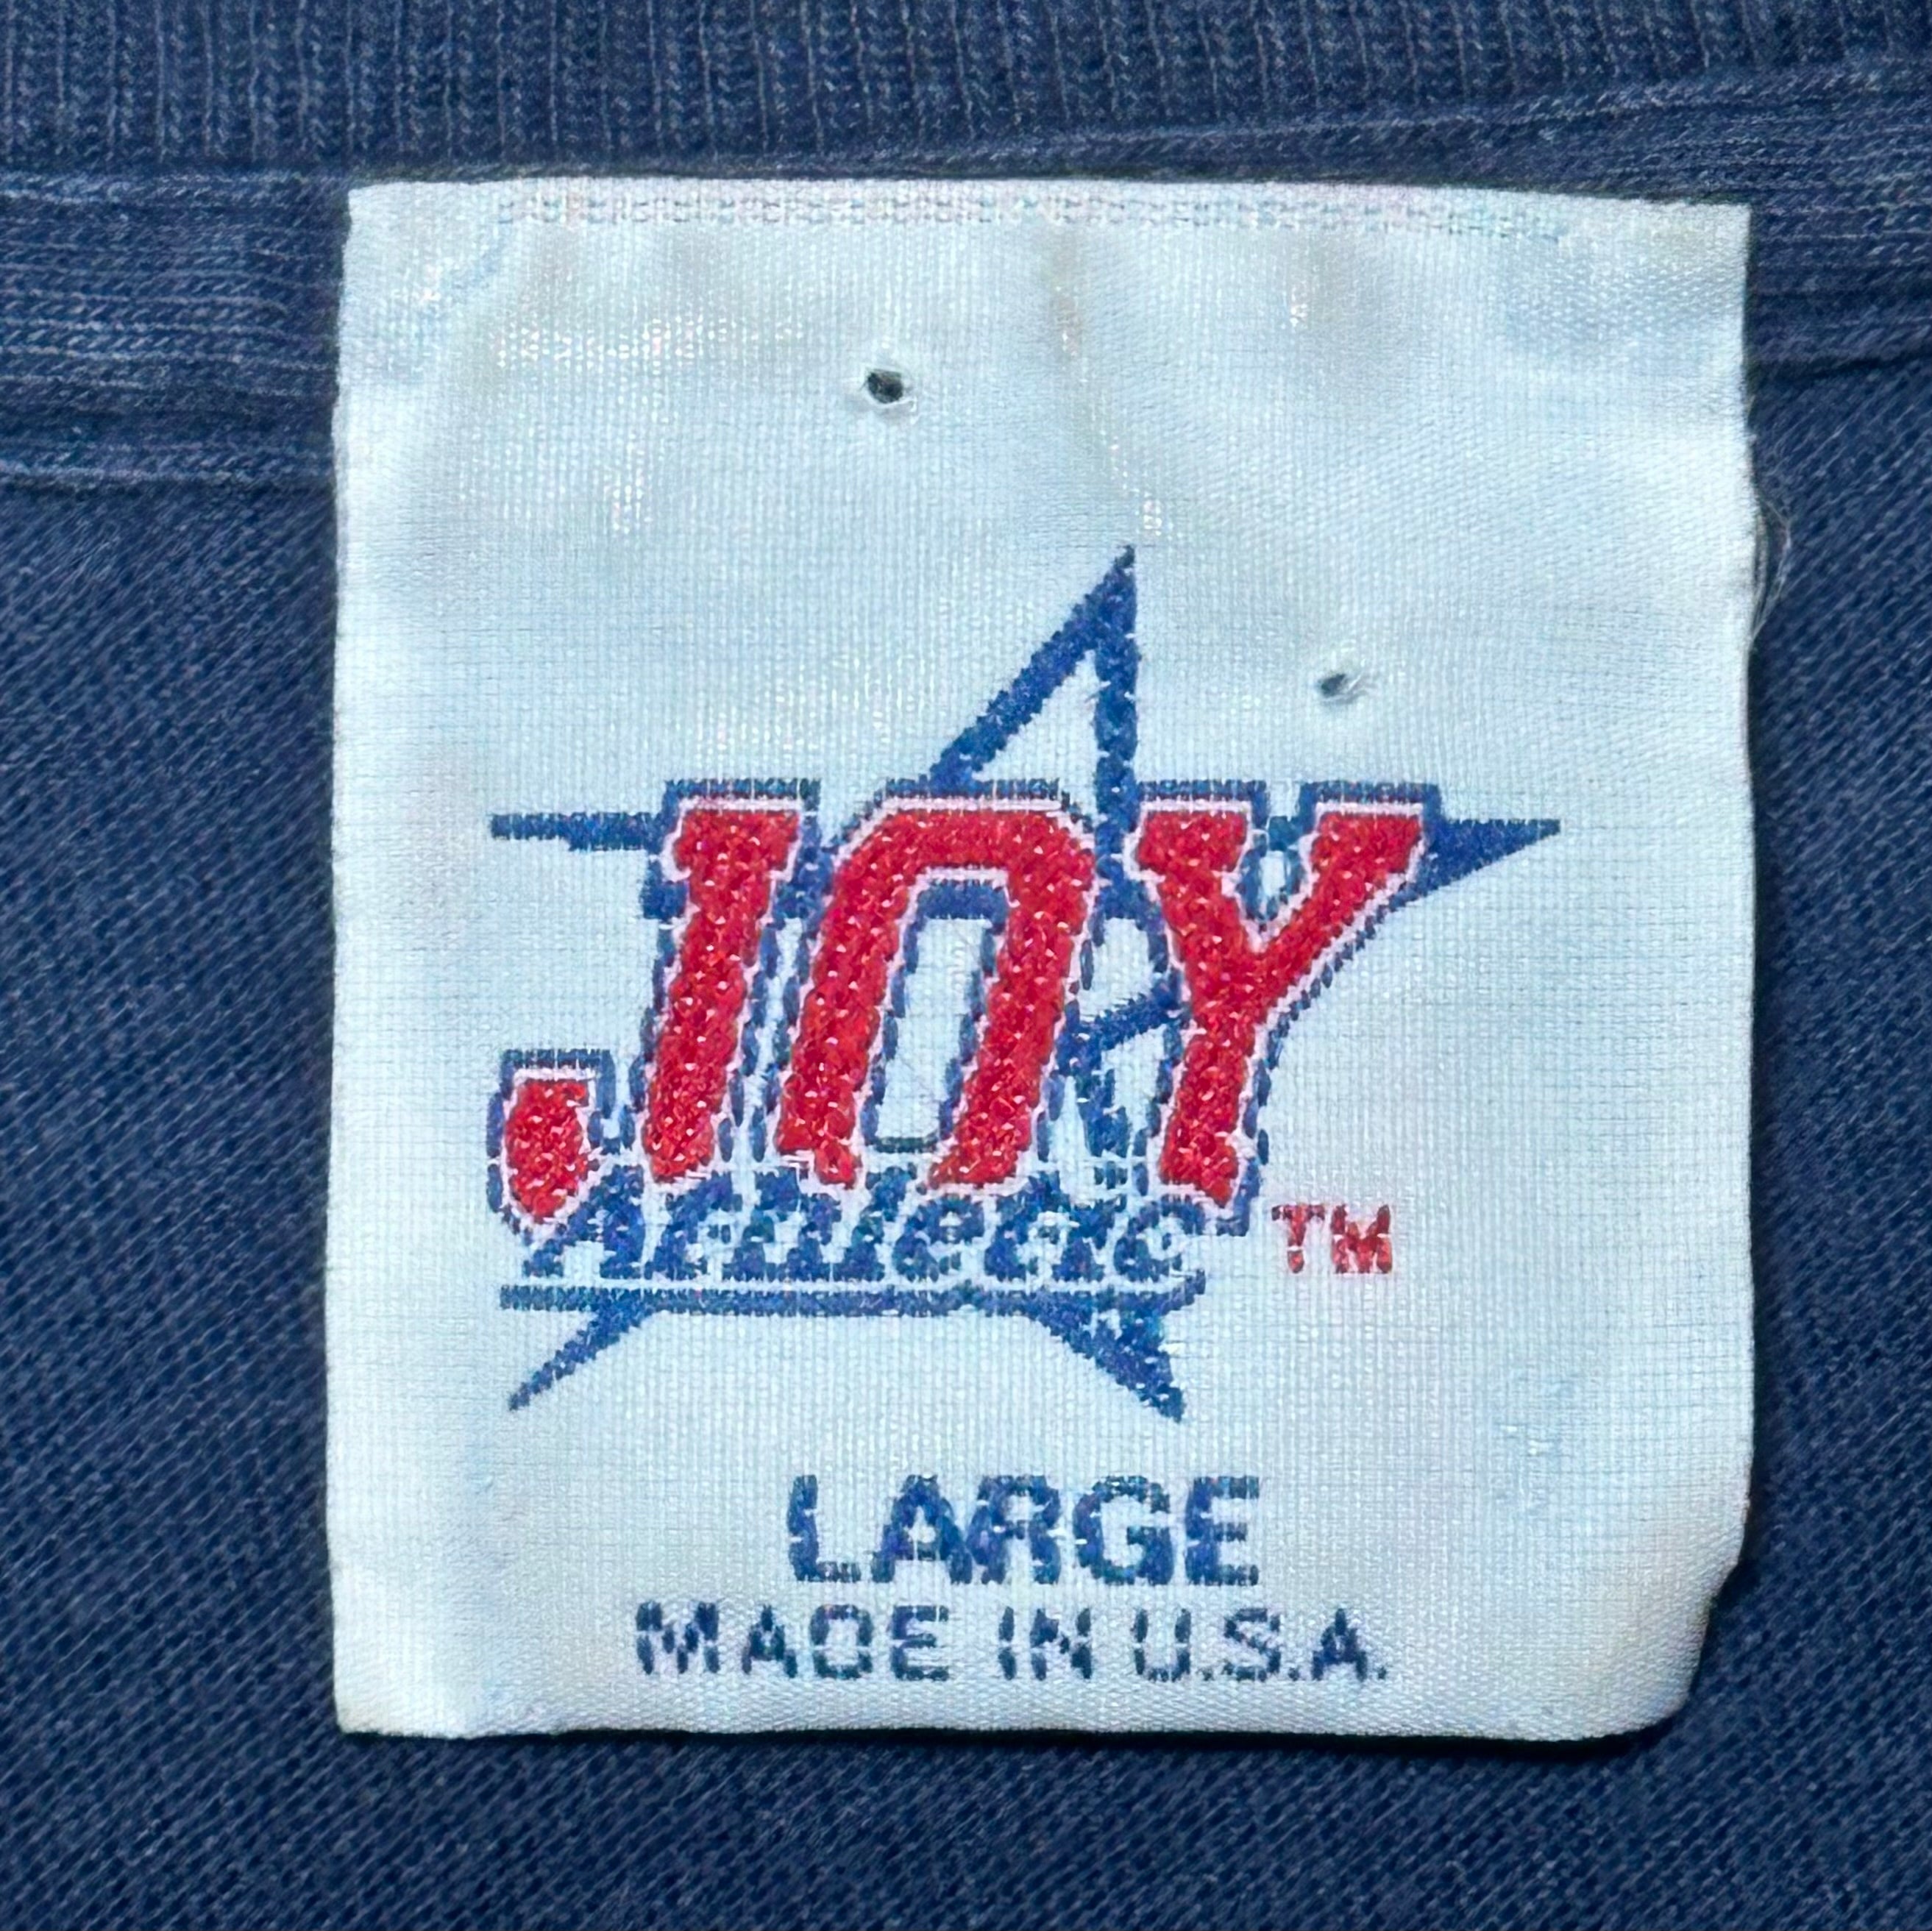 JOY
Athletic TM
LARGE
MADE IN U.S.A.